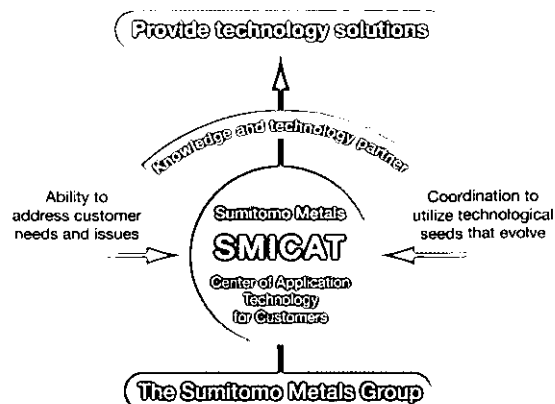 Provide technology solutions
Knowledge and technology partner
Ability to
address customer
needs and issues
Sumitomo Metals
SMICAT
Center of Application
Technology
for Customers
Coordination to
utilize technological
seeds that evolve
The Sumitomo Metals Group